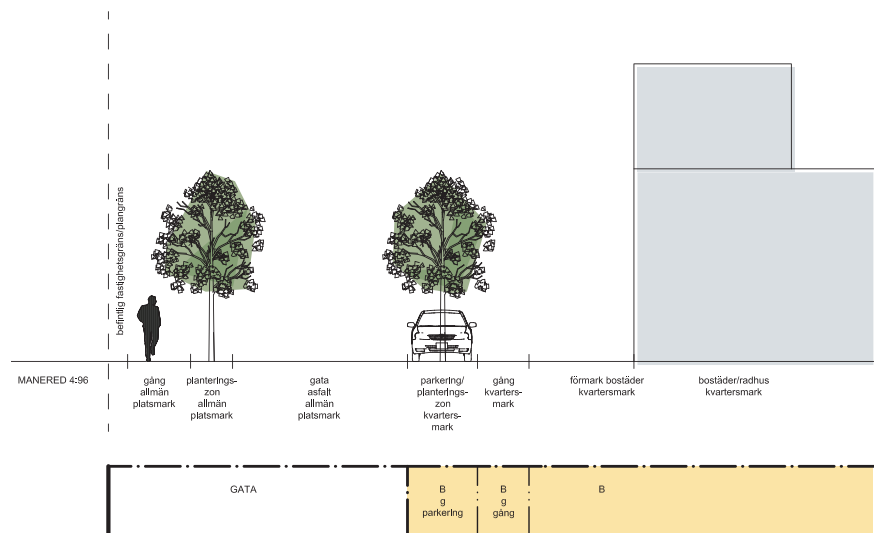 befintlig fastighetsgräns/plangräns
MANERED 4:96
gång
allmän
platsmark
planterings-
zon
allmän
platsmark
gata
asfalt
allmän
platsmark
parkering/
planterings-
zon
kvarters-
mark
gång
kvarters-
mark
förmark bostäder
kvartersmark
bostäder/radhus
kvartersmark
GATA
B
g
parkering
B
g
gång
B